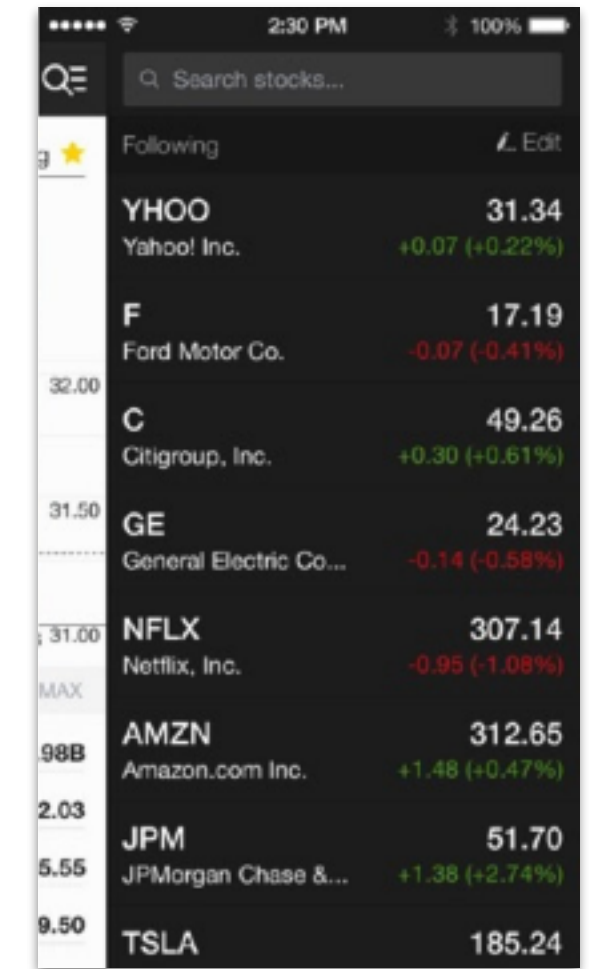 2:30 PM 100%
Search stocks...
Following Edit
g
YHOO 31.34
Yahoo! Inc. +0.07 (+0.22%)
F 17.19
Ford Motor Co. -0.07 (-0.41%)
32.00
C 49.26
Citigroup, Inc. +0.30 (+0.61%)
31.50
GE 24.23
General Electric Co... -0.14 (-0.58%)
31.00
NFLX 307.14
Netflix, Inc. -0.95 (-1.08%)
MAX
AMZN 312.65
.98B
Amazon.com Inc. +1.48 (+0.47%)
2.03
JPM 51.70
5.55
JPMorgan Chase &... +1.38 (+2.74%)
9.50
TSLA 185.24